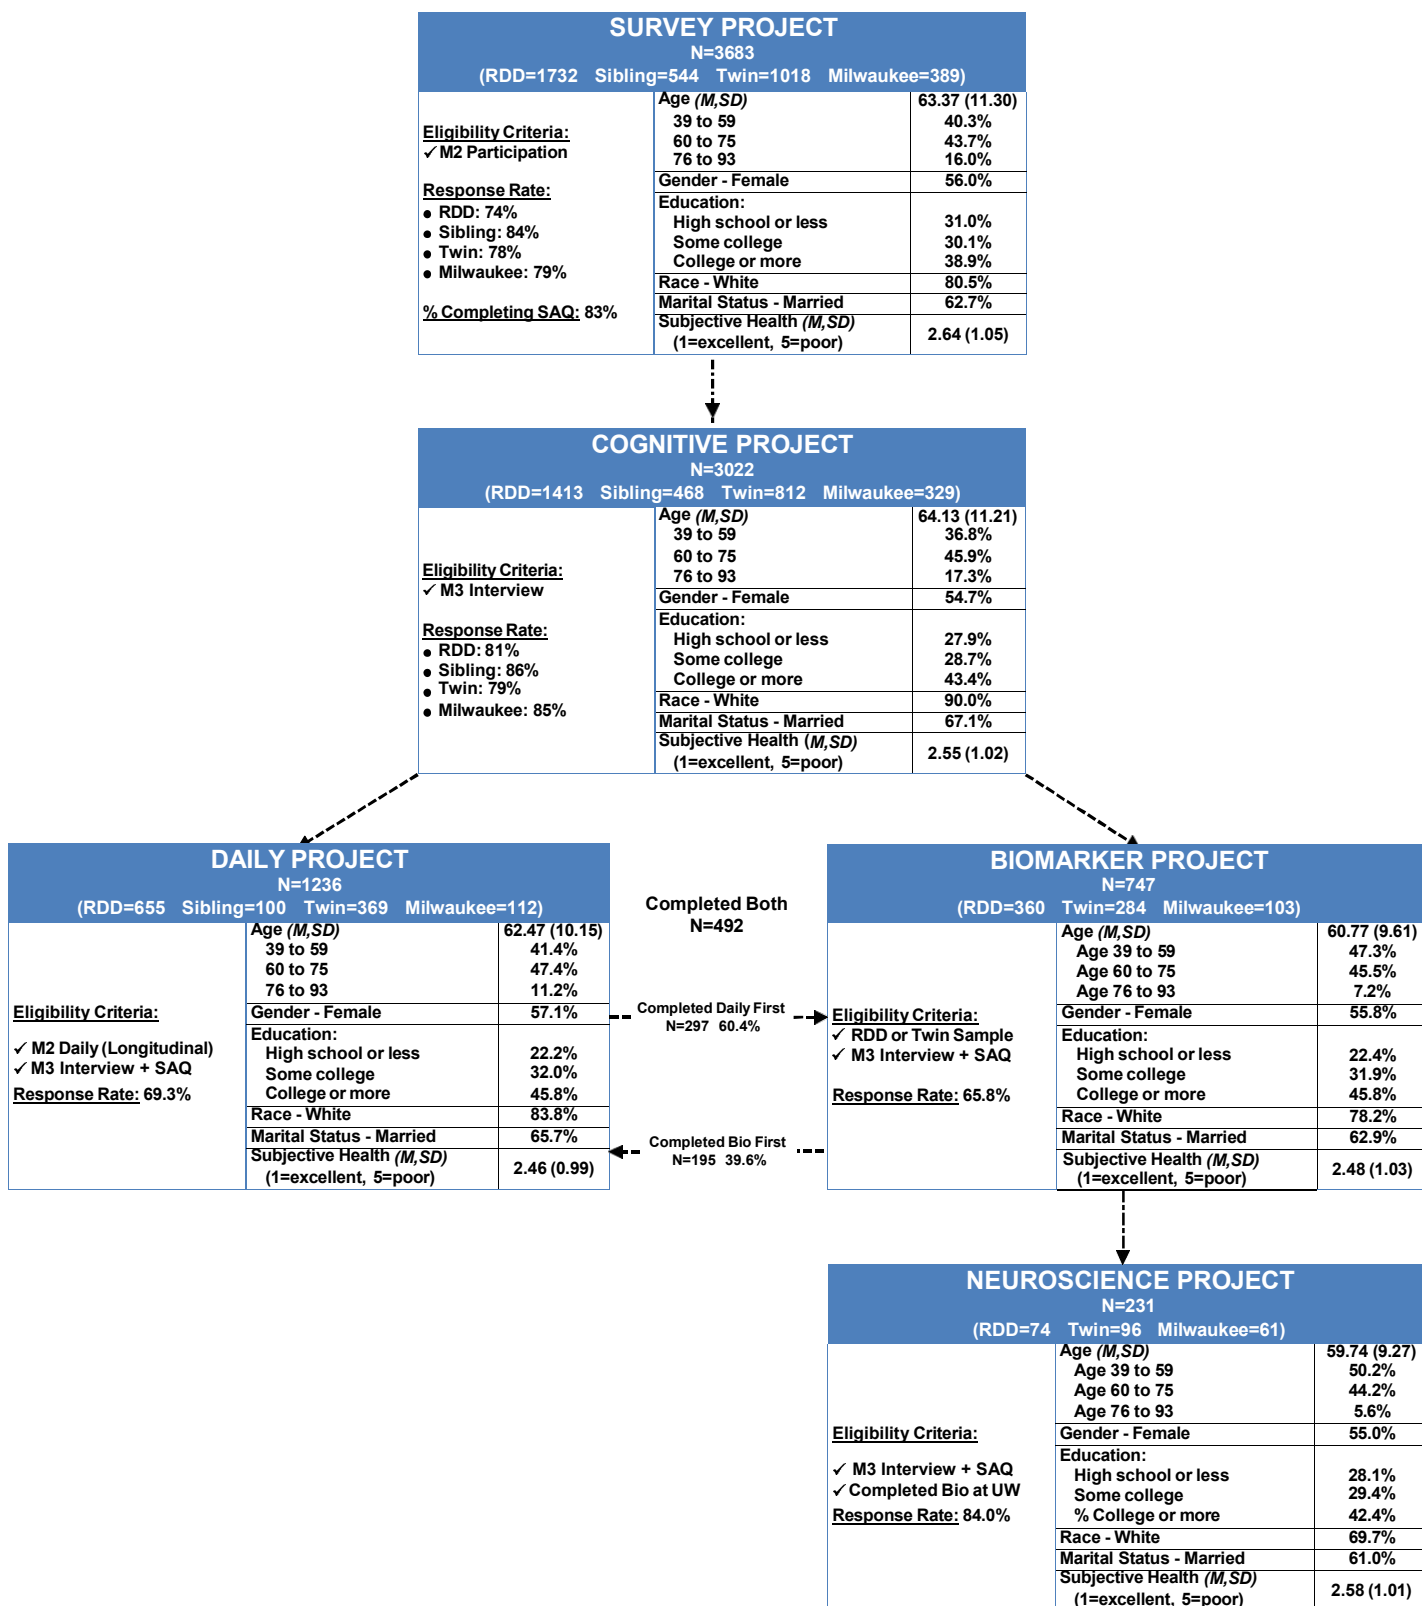 SURVEY PROJECT
N=3683
(RDD=1732 Sibling=544 Twin=1018 Milwaukee=389)
Eligibility Criteria:
✓ M2 Participation
Response Rate:
● RDD: 74%
● Sibling: 84%
● Twin: 78%
● Milwaukee: 79%
% Completing SAQ: 83%
Age (M,SD) 63.37 (11.30)
39 to 59 40.3%
60 to 75 43.7%
76 to 93 16.0%
Gender - Female 56.0%
Education:
High school or less 31.0%
Some college 30.1%
College or more 38.9%
Race - White 80.5%
Marital Status - Married 62.7%
Subjective Health (M,SD)
(1=excellent, 5=poor) 2.64 (1.05)
COGNITIVE PROJECT
N=3022
(RDD=1413 Sibling=468 Twin=812 Milwaukee=329)
Eligibility Criteria:
✓ M3 Interview
Response Rate:
● RDD: 81%
● Sibling: 86%
● Twin: 79%
● Milwaukee: 85%
Age (M,SD) 64.13 (11.21)
39 to 59 36.8%
60 to 75 45.9%
76 to 93 17.3%
Gender - Female 54.7%
Education:
High school or less 27.9%
Some college 28.7%
College or more 43.4%
Race - White 90.0%
Marital Status - Married 67.1%
Subjective Health (M,SD)
(1=excellent, 5=poor) 2.55 (1.02)
DAILY PROJECT
N=1236
(RDD=655 Sibling=100 Twin=369 Milwaukee=112)
Eligibility Criteria:
✓ M2 Daily (Longitudinal)
✓ M3 Interview + SAQ
Response Rate: 69.3%
Age (M,SD) 62.47 (10.15)
39 to 59 41.4%
60 to 75 47.4%
76 to 93 11.2%
Gender - Female 57.1%
Education:
High school or less 22.2%
Some college 32.0%
College or more 45.8%
Race - White 83.8%
Marital Status - Married 65.7%
Subjective Health (M,SD)
(1=excellent, 5=poor) 2.46 (0.99)
Completed Both
N=492
Completed Daily First
N=297 60.4%
Completed Bio First
N=195 39.6%
BIOMARKER PROJECT
N=747
(RDD=360 Twin=284 Milwaukee=103)
Eligibility Criteria:
✓ RDD or Twin Sample
✓ M3 Interview + SAQ
Response Rate: 65.8%
Age (M,SD) 60.77 (9.61)
Age 39 to 59 47.3%
Age 60 to 75 45.5%
Age 76 to 93 7.2%
Gender - Female 55.8%
Education:
High school or less 22.4%
Some college 31.9%
College or more 45.8%
Race - White 78.2%
Marital Status - Married 62.9%
Subjective Health (M,SD)
(1=excellent, 5=poor) 2.48 (1.03)
NEUROSCIENCE PROJECT
N=231
(RDD=74 Twin=96 Milwaukee=61)
Eligibility Criteria:
✓ M3 Interview + SAQ
✓ Completed Bio at UW
Response Rate: 84.0%
Age (M,SD) 59.74 (9.27)
Age 39 to 59 50.2%
Age 60 to 75 44.2%
Age 76 to 93 5.6%
Gender - Female 55.0%
Education:
High school or less 28.1%
Some college 29.4%
% College or more 42.4%
Race - White 69.7%
Marital Status - Married 61.0%
Subjective Health (M,SD)
(1=excellent, 5=poor) 2.58 (1.01)